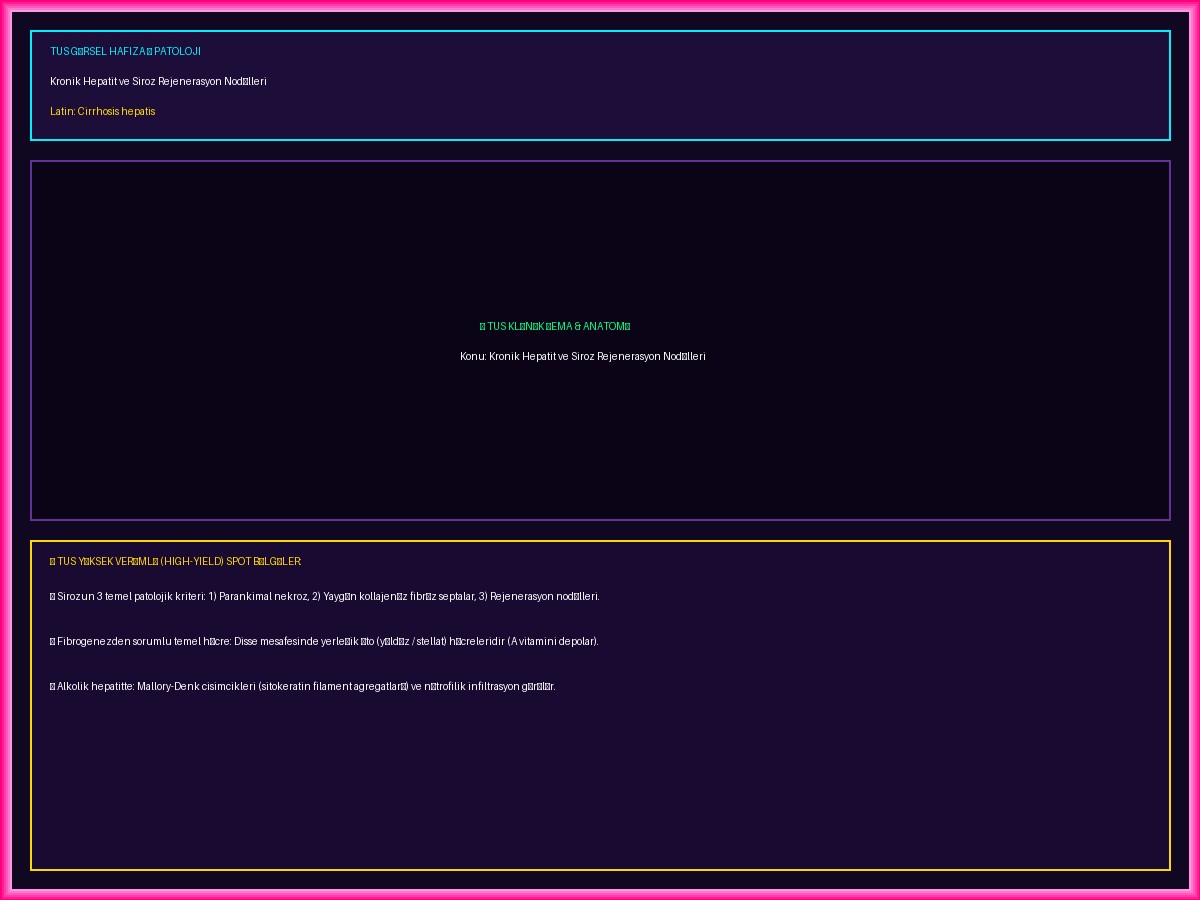 TUS G▯RSEL HAFIZA ▯ PATOLOJI
Kronik Hepatit ve Siroz Rejenerasyon Nod▯lleri
Latin: Cirrhosis hepatis
▯ TUS KL▯N▯K ▯EMA & ANATOM▯
Konu: Kronik Hepatit ve Siroz Rejenerasyon Nod▯lleri
▯ TUS Y▯KSEK VER▯ML▯ (HIGH-YIELD) SPOT B▯LG▯LER:
▯ Sirozun 3 temel patolojik kriteri: 1) Parankimal nekroz, 2) Yayg▯n kollajen▯z fibr▯z septalar, 3) Rejenerasyon nod▯lleri.
▯ Fibrogenezden sorumlu temel h▯cre: Disse mesafesinde yerle▯ik ▯to (y▯ld▯z / stellat) h▯creleridir (A vitamini depolar).
▯ Alkolik hepatitte: Mallory-Denk cisimcikleri (sitokeratin filament agregatlar▯) ve n▯trofilik infiltrasyon g▯r▯l▯r.